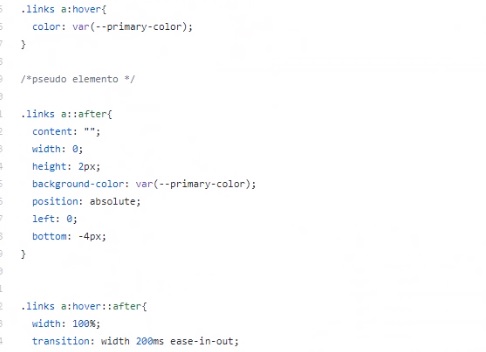 .links a:hover{
color: var(--primary-color);
}
/*pseudo elemento */
.links a::after{
content: "";
width: 0;
height: 2px;
background-color: var(--primary-color);
position: absolute;
left: 0;
bottom: -4px;
}
.links a:hover::after{
width: 100%;
transition: width 200ms ease-in-out;